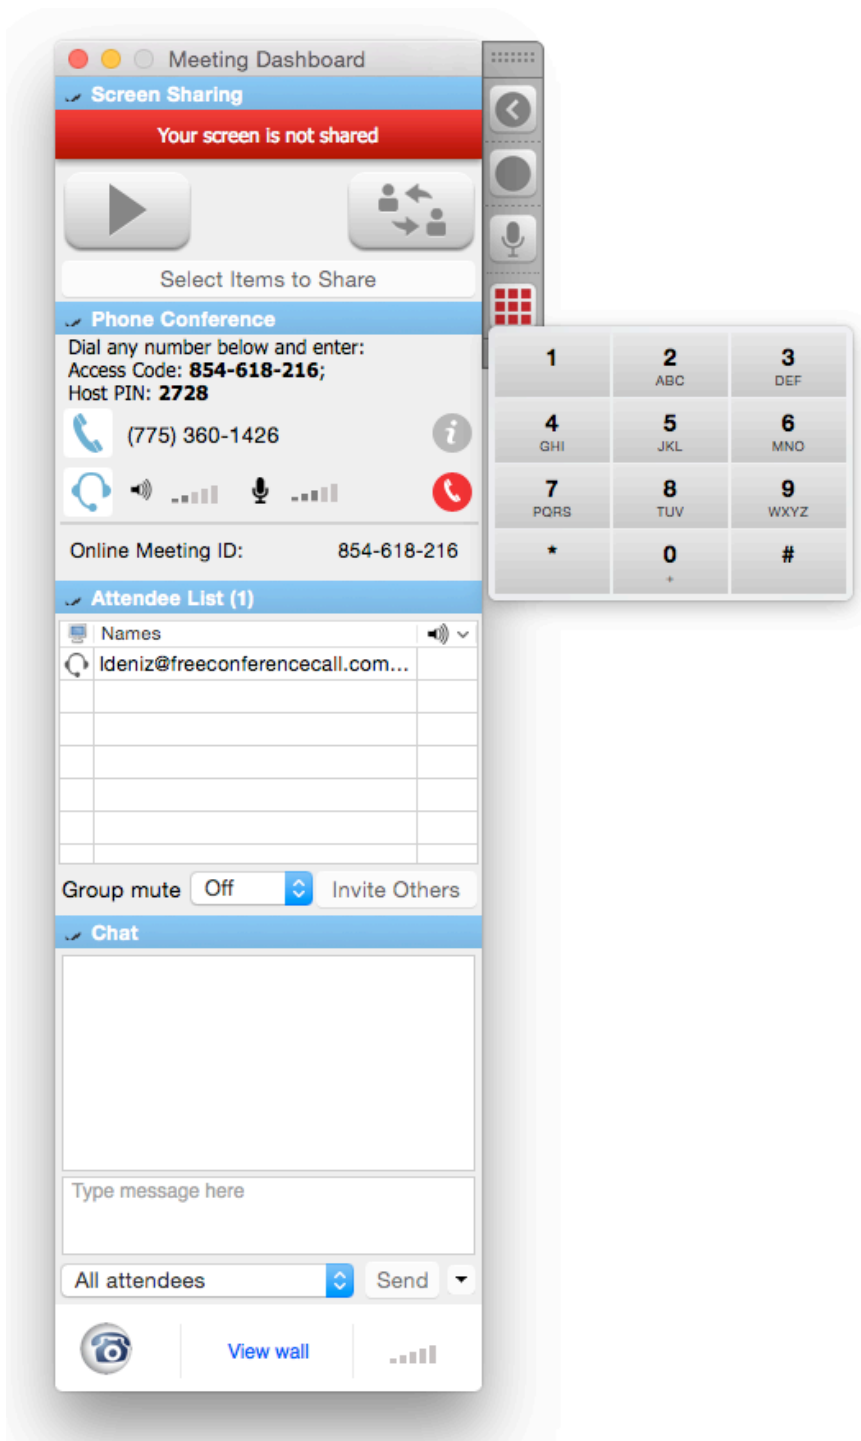 Meeting Dashboard
Screen Sharing
Your screen is not shared
Select Items to Share
Phone Conference
Dial any number below and enter:
Access Code: 854-618-216;
Host PIN: 2728
(775) 360-1426
Online Meeting ID: 854-618-216
1 2 3
ABC DEF
4 5 6
GHI JKL MNO
7 8 9
PQRS TUV WXYZ
* 0 #
+
Attendee List (1)
Names
ldeniz@freeconferencecall.com...
Group mute Off Invite Others
Chat
Type message here
All attendees Send
View wall